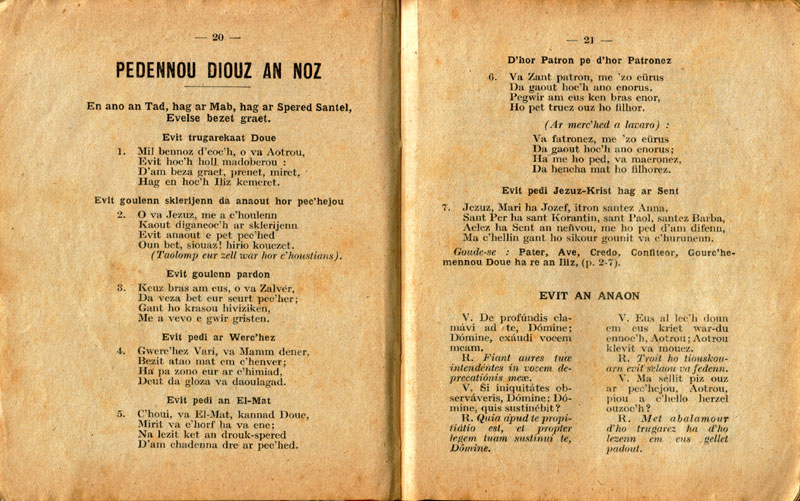 — 20 —
PEDENNOU DIOUZ AN NOZ
En ano an Tad, hag ar Mab, hag ar Spered Santel,
Evelse bezet graet.
Evit trugarekaat Doue
1. Mil bennoz d'eoc'h, o va Aotrou,
Evit hoc'h holl madoberou :
D'am beza graet, prenet, miret,
Hag en hoc'h Iliz kemeret.
Evit goulenn sklerijenn da anaout hor pec'hejou
2. O va Jezuz, me a c'houlenn
Kaout diganeoc'h ar sklerijenn
Evit anaout e pet pec'hed
Oun bet, siouaz! hirio kouezet.
(Taolomp eur zell war hor c'houstians).
Evit goulenn pardon
3. Keuz bras am eus, o va Zalver,
Da veza bet eur seurt pec'her;
Gant ho krasou hiviziken,
Me a vevo e gwir gristen.
Evit pedi ar Werc'hez
4. Gwerc'hez Vari, va Mamm dener,
Bezit atao mat em c'henver;
Ha pa zono eur ar c'himiad,
Deut da gloza va daoulagad.
Evit pedi an El-Mat
5. C'houi, va El-Mat, kannad Doue,
Mirit va c'horf ha va ene;
Na lezit ket an drouk-spered
D'am chadenna dre ar pec'hed.
— 21 —
D'hor Patron pe d'hor Patronez
6. Va Zant patron, me 'zo eürus
Da gaout hoc'h ano enorus.
Pegwir am eus ken bras enor,
Ho pet truez ouz ho filhor.
(Ar merc'hed a lavaro) :
Va fatronez, me 'zo eürus
Da gaout hoc'h ano enorus;
Ha me ho ped, va maeronez,
Da hencha mat ho filhorez.
Evit pedi Jezuz-Krist hag ar Sent
7. Jezuz, Mari ha Jozef, itron santez Anna,
Sant Per ha sant Korantin, sant Paol, santez Barba,
Aelez ha Sent an neñvou, me ho ped d'am difenn,
Ma c'hellin gant ho sikour gounit va c'hurunenn.
Goude-se : Pater, Ave, Credo, Confiteor, Gourc'he-
mennou Doue ha re an Iliz, (p. 2-7).
EVIT AN ANAON
V. De profúndis cla-
mávi ad te, Dómine;
Dómine, exáudi vocem
meam.
R. Fiant aures tuæ
intendéntes in vocem de-
precatiónis meæ.
V. Si iniquitátes ob-
serváveris, Dómine; Dó-
mine, quis sustinébit?
R. Quia ápud te propi-
tiátio est, et propter
legem tuam sustinui te,
Dómine.
V. Eus al lec'h doun
em eus kriet war-du
ennoc'h, Aotrou; Aotrou
klevit va mouez.
R. Troit ho tiouskou-
arn evit selaou va fedenn.
V. Ma sellit piz ouz
ar pec'hejou, Aotrou,
piou a c'hello herzel
ouzoc'h?
R. Met abalamour
d'ho trugarez ha d'ho
lezenn em eus gellet
padout.